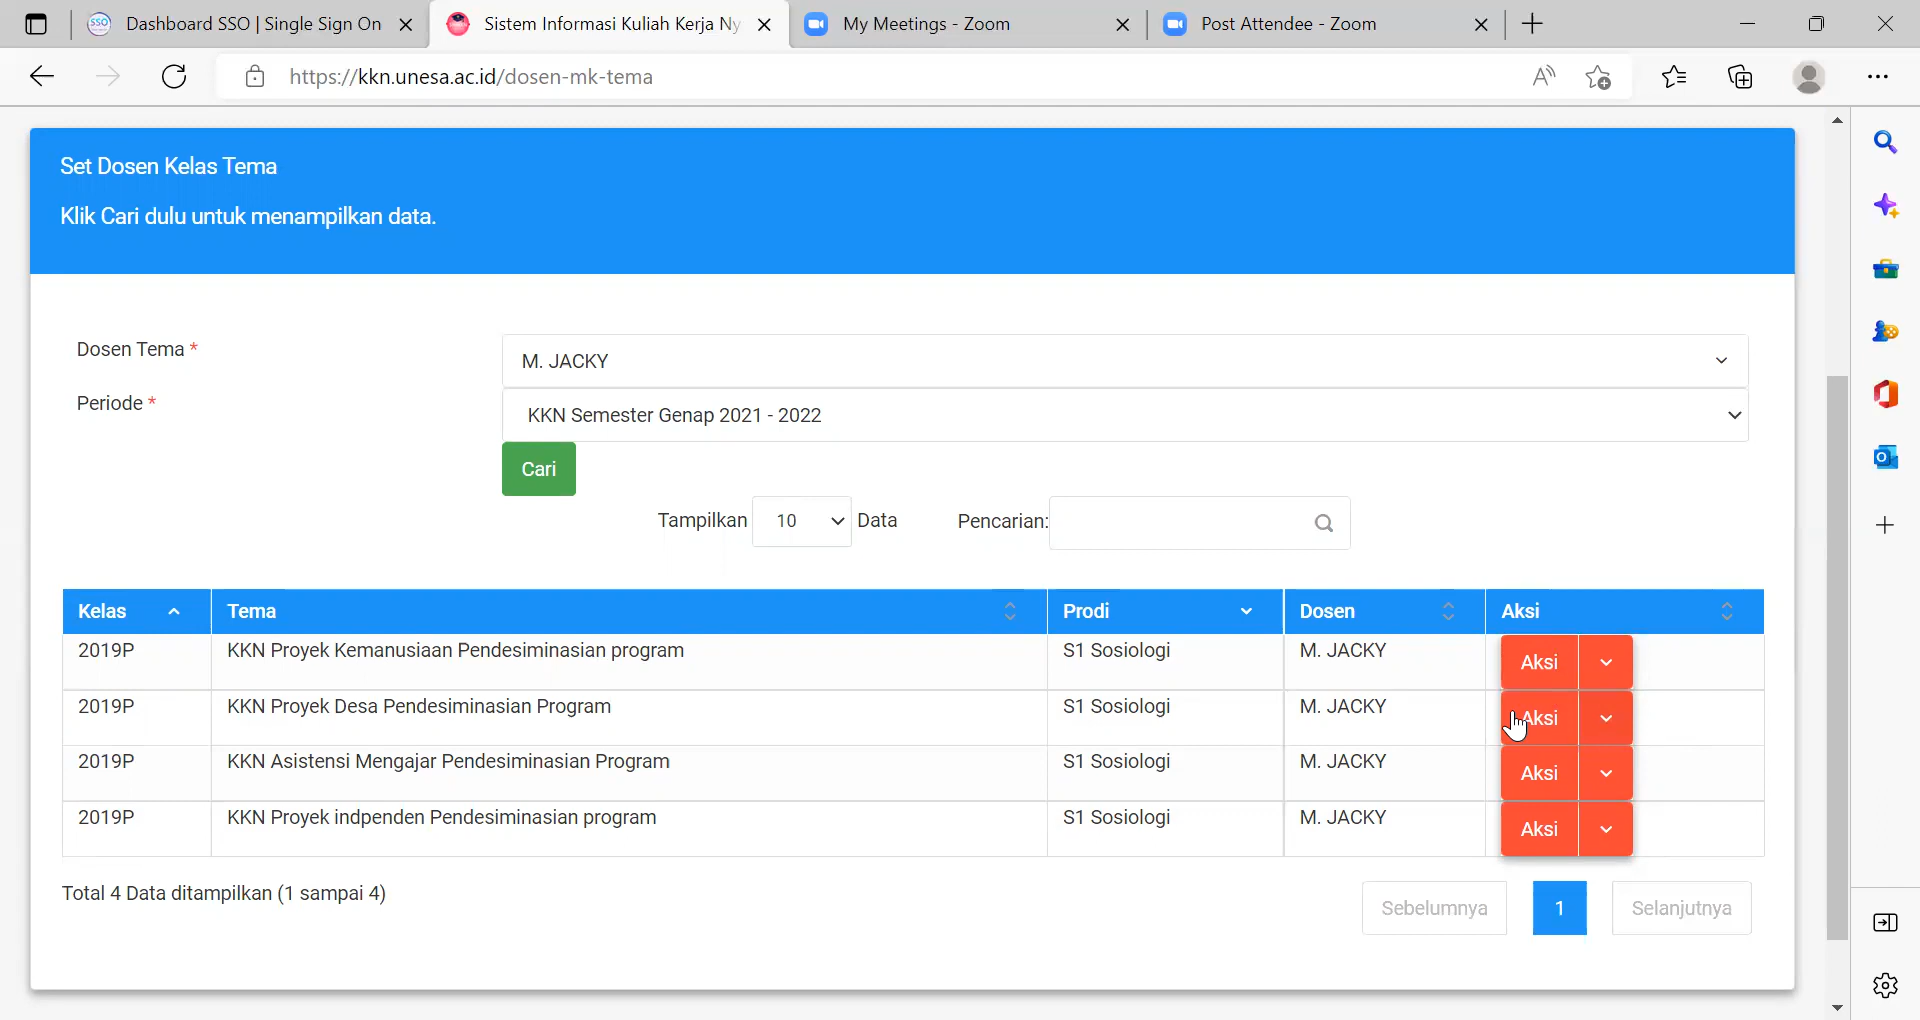 Dashboard SSO | Single Sign On
Sistem Informasi Kuliah Kerja Ny
My Meetings - Zoom
Post Attendee - Zoom
https://kkn.unesa.ac.id/dosen-mk-tema
Set Dosen Kelas Tema
Klik Cari dulu untuk menampilkan data.
Dosen Tema * M. JACKY
Periode * KKN Semester Genap 2021 - 2022
Cari
Tampilkan 10 Data Pencarian:
Kelas Tema Prodi Dosen Aksi
2019P KKN Proyek Kemanusiaan Pendesiminasian program S1 Sosiologi M. JACKY Aksi
2019P KKN Proyek Desa Pendesiminasian Program S1 Sosiologi M. JACKY Aksi
2019P KKN Asistensi Mengajar Pendesiminasian Program S1 Sosiologi M. JACKY Aksi
2019P KKN Proyek indpenden Pendesiminasian program S1 Sosiologi M. JACKY Aksi
Total 4 Data ditampilkan (1 sampai 4) Sebelumnya 1 Selanjutnya